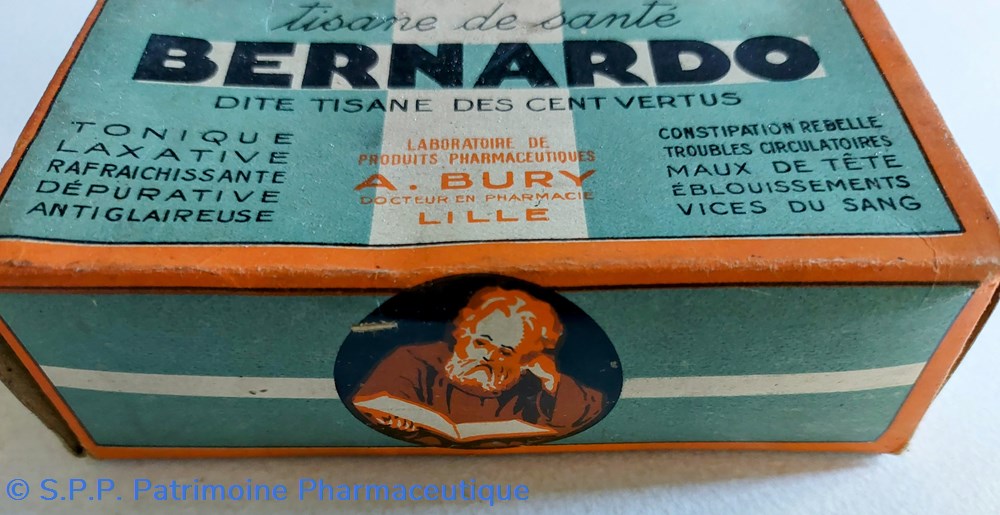 tisane de santé
BERNARDO
DITE TISANE DES CENT VERTUS
TONIQUE
LAXATIVE
RAFRAICHISSANTE
DÉPURATIVE
ANTIGLAIREUSE
LABORATOIRE DE
PRODUITS PHARMACEUTIQUES
A. BURY
DOCTEUR EN PHARMACIE
LILLE
CONSTIPATION REBELLE
TROUBLES CIRCULATOIRES
MAUX DE TÊTE
ÉBLOUISSEMENTS
VICES DU SANG
© S.P.P. Patrimoine Pharmaceutique